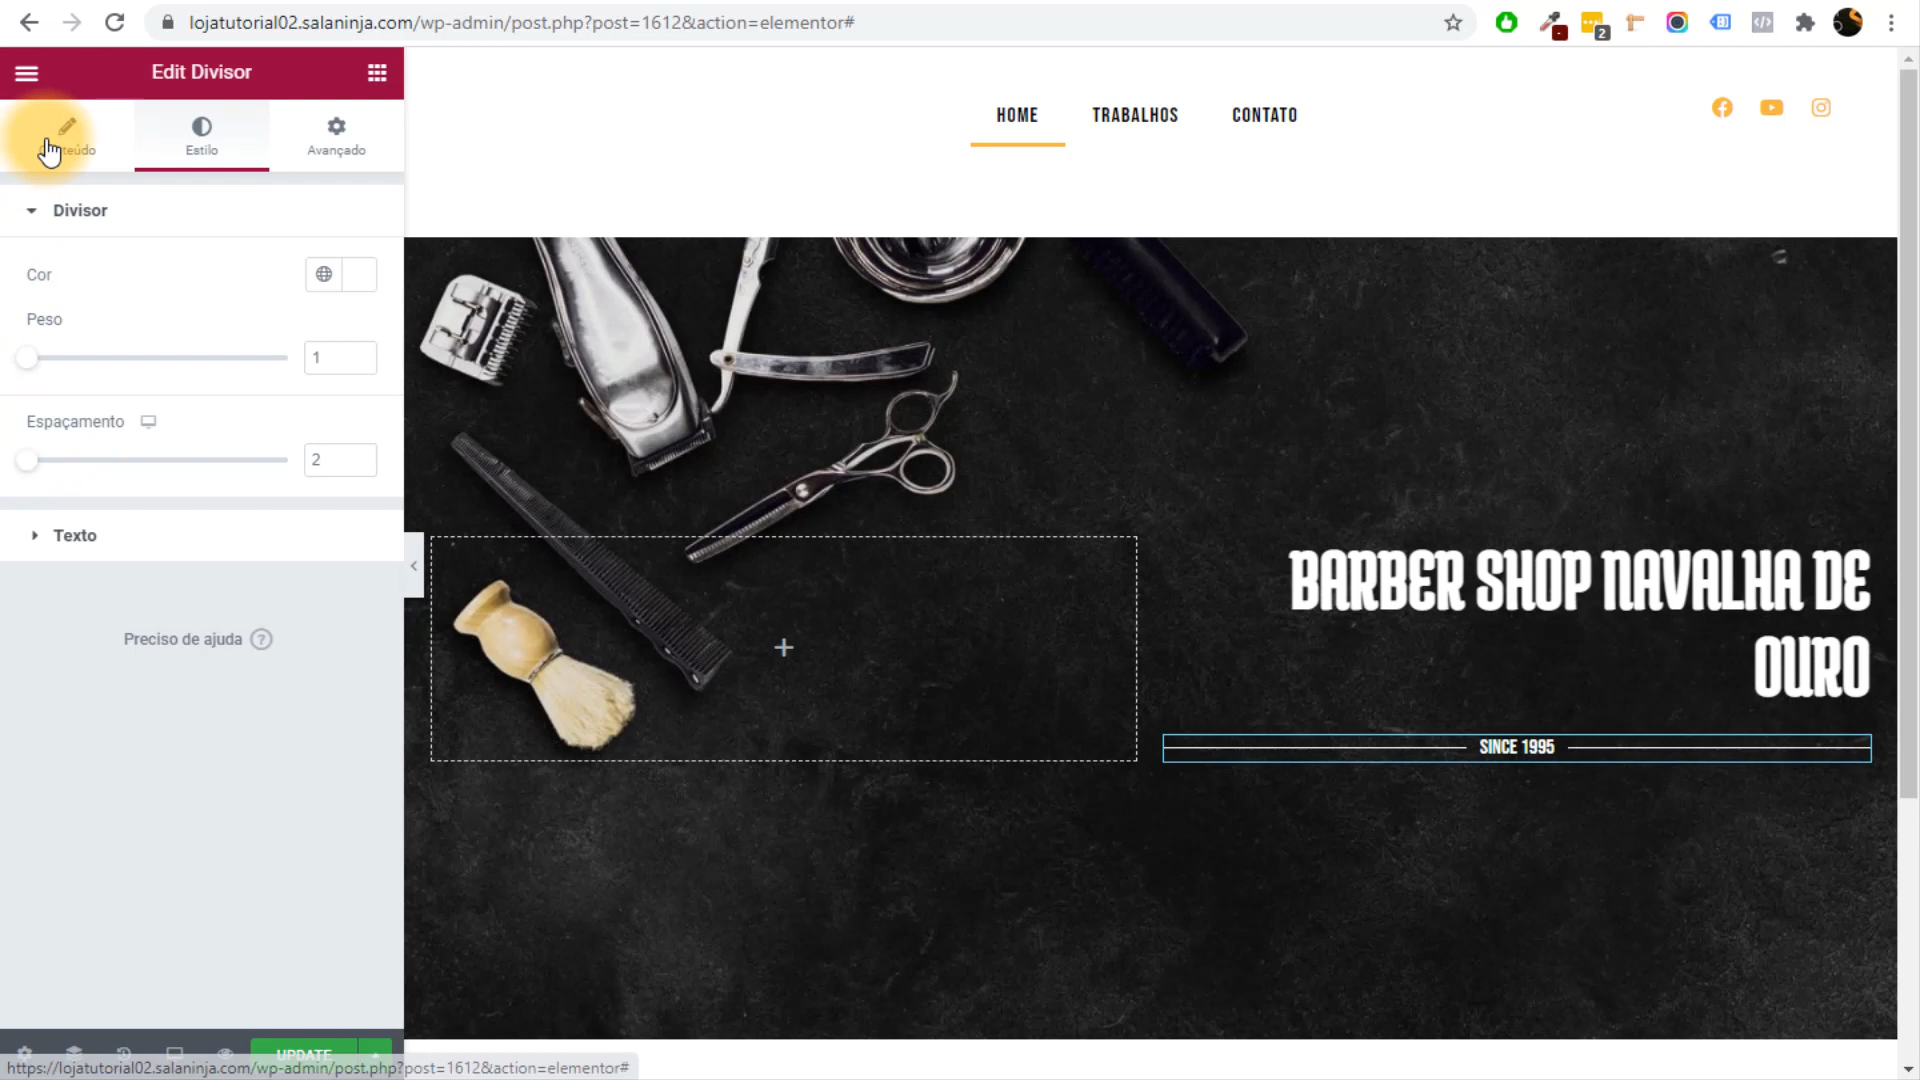 lojatutorial02.salaninja.com/wp-admin/post.php?post=1612&action=elementor#
2
Edit Divisor
Estilo
Avançado
HOME
TRABALHOS
CONTATO
Divisor
Cor
Peso
1
Espaçamento
2
Texto
Preciso de ajuda ?
BARBER SHOP NAVALHA DE
OURO
SINCE 1995
UPDATE
https://lojatutorial02.salaninja.com/wp-admin/post.php?post=1612&action=elementor#